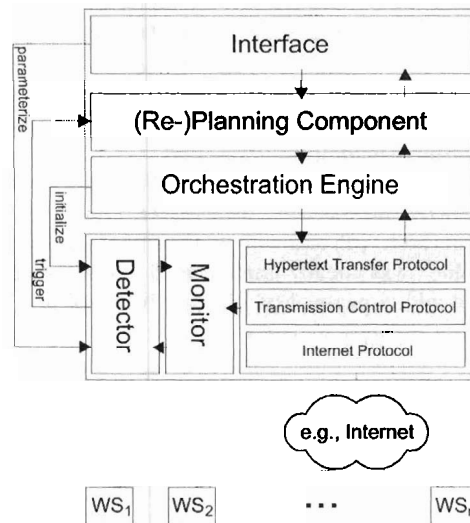 Interface
parameterize
(Re-)Planning Component
Orchestration Engine
initialize
trigger
Detector
Monitor
Hypertext Transfer Protocol
Transmission Control Protocol
Internet Protocol
e.g., Internet
WS1 WS2 ... WSn